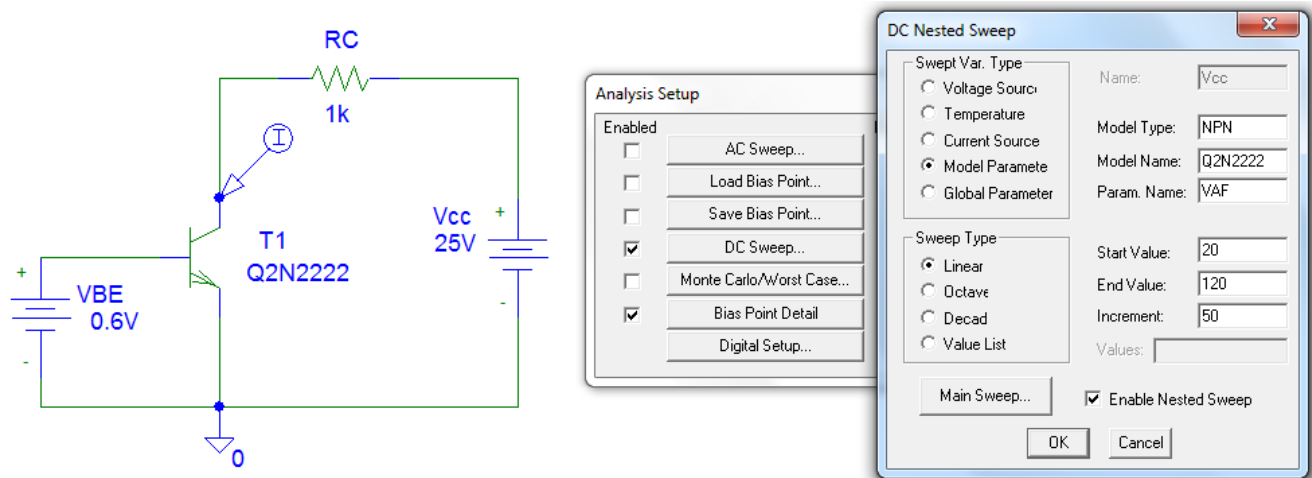 RC
1k
I
Vcc
25V
+
-
T1
Q2N2222
+
VBE
0.6V
-
0
Analysis Setup
Enabled
AC Sweep...
Load Bias Point...
Save Bias Point...
DC Sweep...
Monte Carlo/Worst Case...
Bias Point Detail
Digital Setup...
DC Nested Sweep
Swept Var. Type
Voltage Sourc
Temperature
Current Source
Model Paramete
Global Parameter
Name: Vcc
Model Type: NPN
Model Name: Q2N2222
Param. Name: VAF
Sweep Type
Linear
Octave
Decad
Value List
Start Value: 20
End Value: 120
Increment: 50
Values:
Main Sweep...
Enable Nested Sweep
OK
Cancel